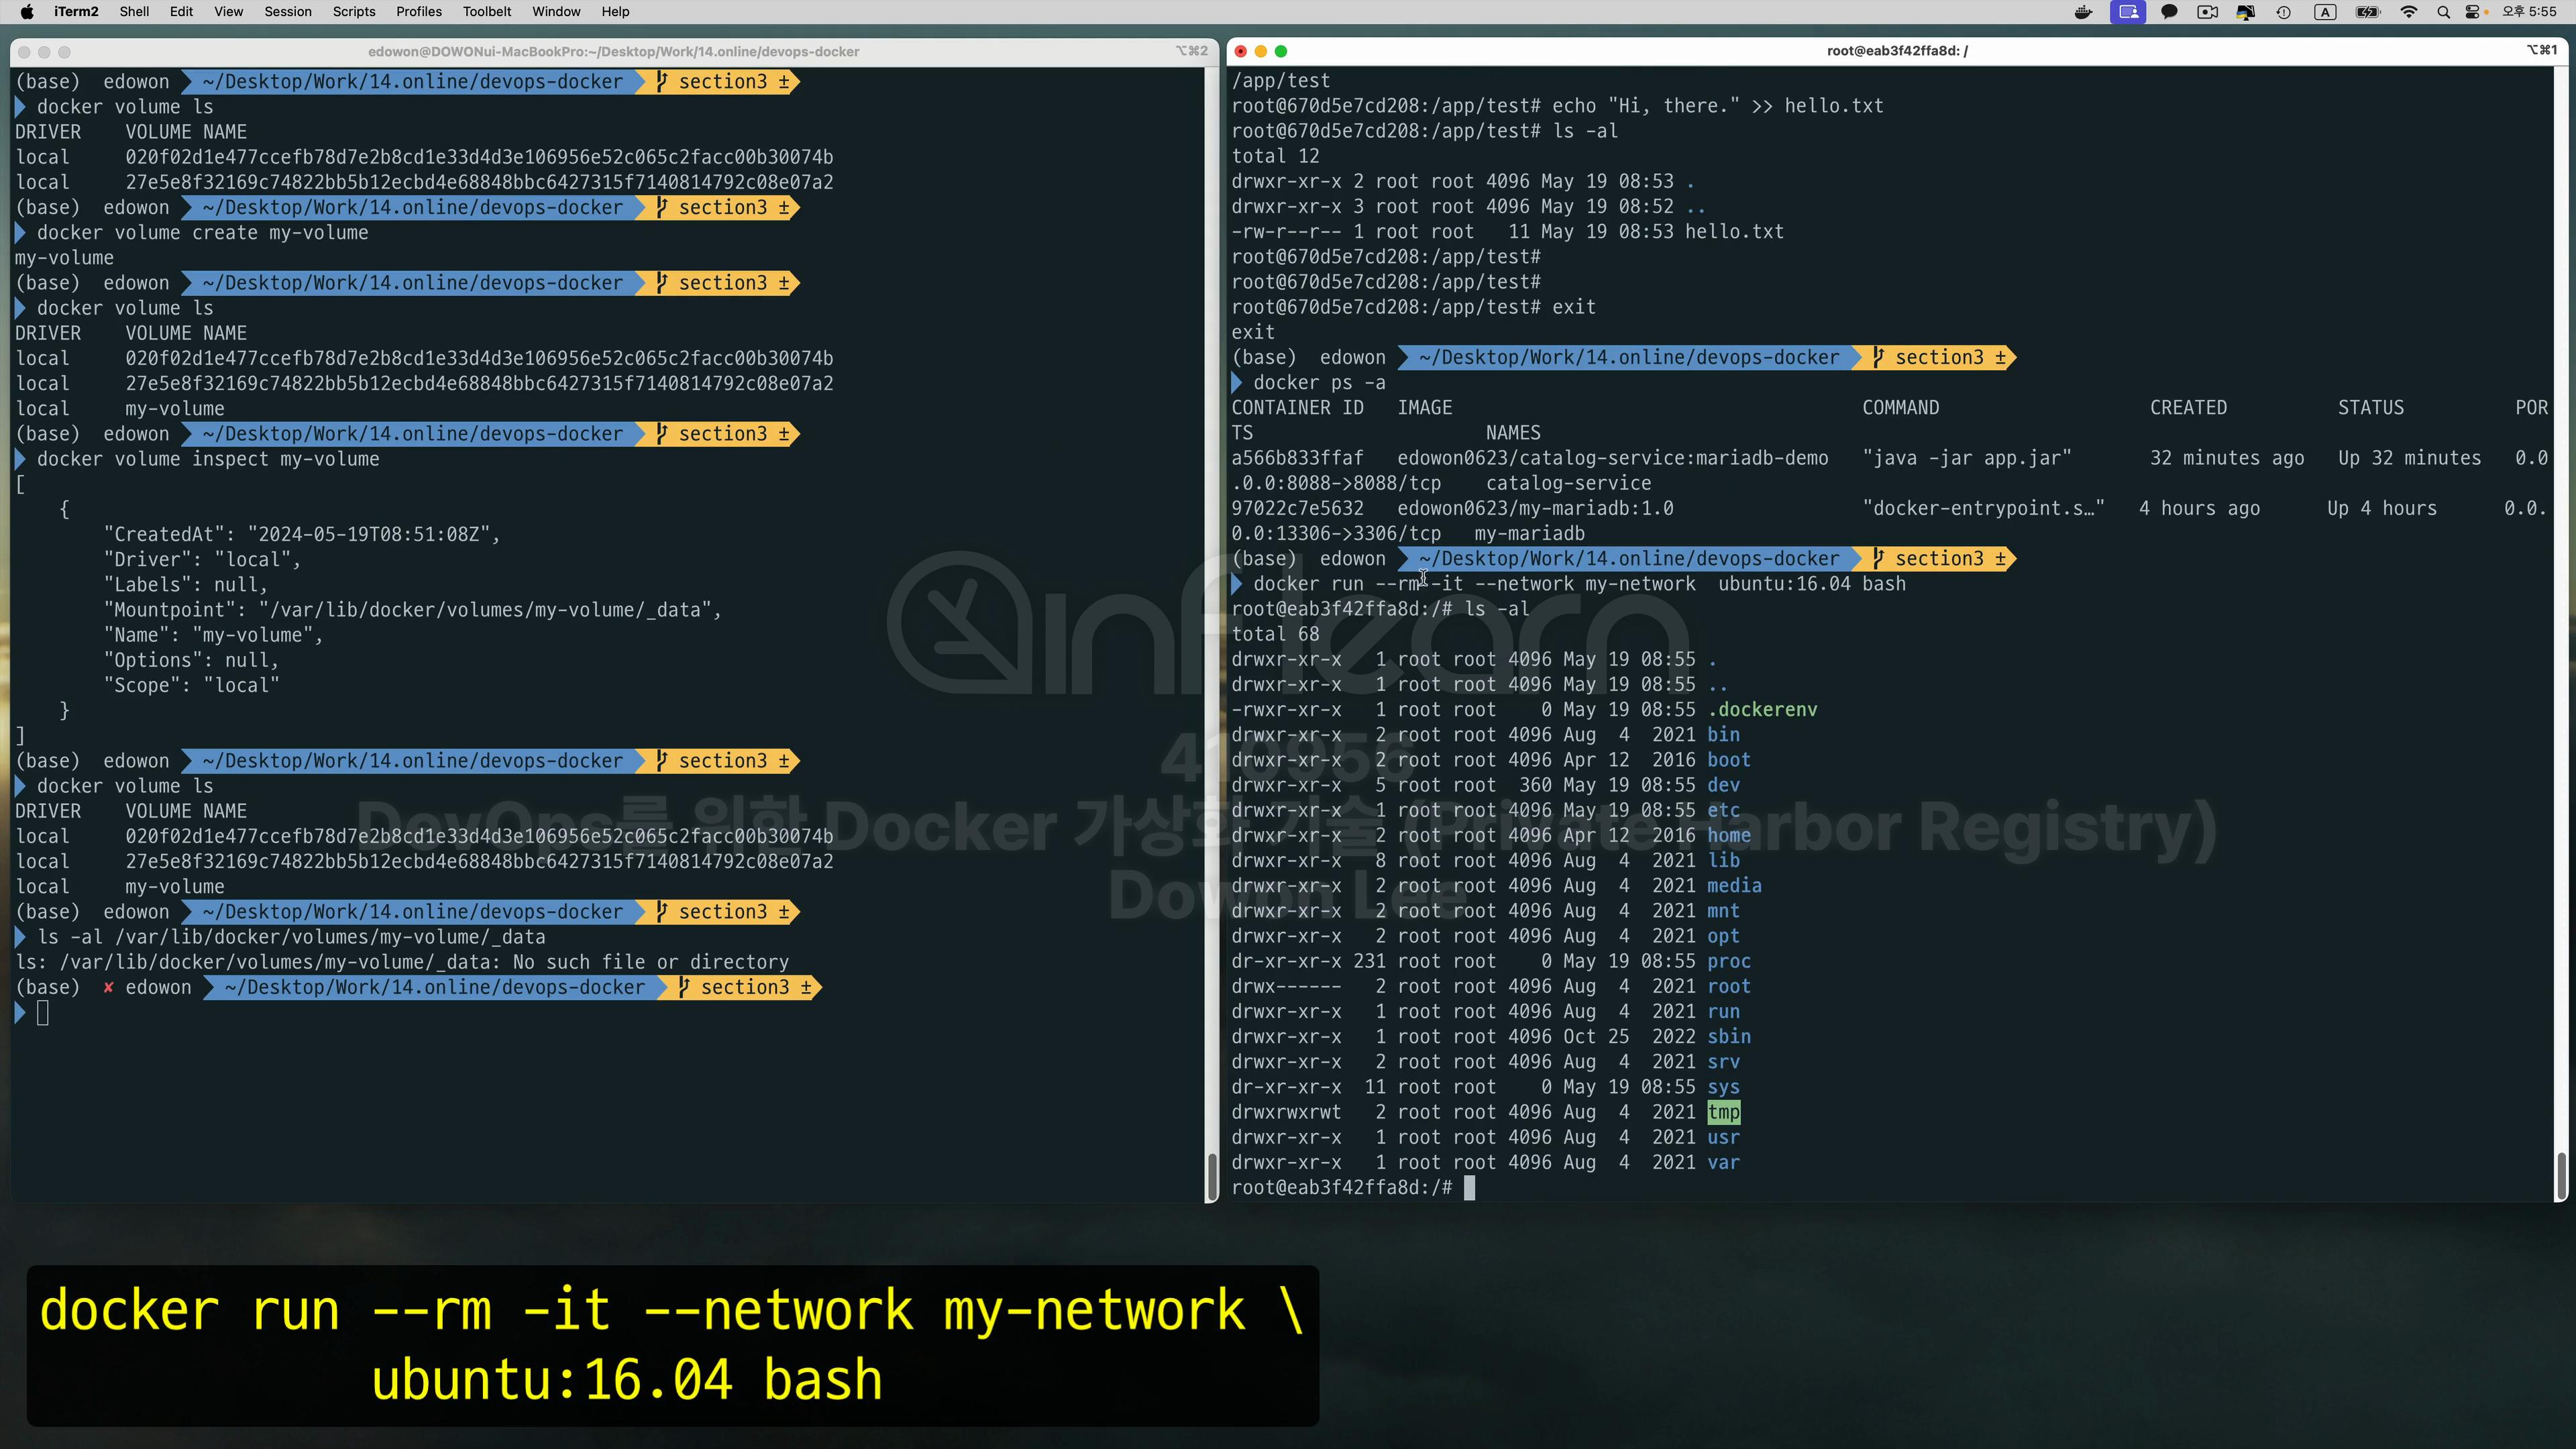 iTerm2 Shell Edit View Session Scripts Profiles Toolbelt Window Help
A 오후 5:55
edowon@DOWONui-MacBookPro:~/Desktop/Work/14.online/devops-docker ⌥⌘2
(base) edowon ~/Desktop/Work/14.online/devops-docker section3 ±
docker volume ls
DRIVER VOLUME NAME
local 020f02d1e477ccefb78d7e2b8cd1e33d4d3e106956e52c065c2facc00b30074b
local 27e5e8f32169c74822bb5b12ecbd4e68848bbc6427315f7140814792c08e07a2
(base) edowon ~/Desktop/Work/14.online/devops-docker section3 ±
docker volume create my-volume
my-volume
(base) edowon ~/Desktop/Work/14.online/devops-docker section3 ±
docker volume ls
DRIVER VOLUME NAME
local 020f02d1e477ccefb78d7e2b8cd1e33d4d3e106956e52c065c2facc00b30074b
local 27e5e8f32169c74822bb5b12ecbd4e68848bbc6427315f7140814792c08e07a2
local my-volume
(base) edowon ~/Desktop/Work/14.online/devops-docker section3 ±
docker volume inspect my-volume
[
{
"CreatedAt": "2024-05-19T08:51:08Z",
"Driver": "local",
"Labels": null,
"Mountpoint": "/var/lib/docker/volumes/my-volume/_data",
"Name": "my-volume",
"Options": null,
"Scope": "local"
}
]
(base) edowon ~/Desktop/Work/14.online/devops-docker section3 ±
docker volume ls
DRIVER VOLUME NAME
local 020f02d1e477ccefb78d7e2b8cd1e33d4d3e106956e52c065c2facc00b30074b
local 27e5e8f32169c74822bb5b12ecbd4e68848bbc6427315f7140814792c08e07a2
local my-volume
(base) edowon ~/Desktop/Work/14.online/devops-docker section3 ±
ls -al /var/lib/docker/volumes/my-volume/_data
ls: /var/lib/docker/volumes/my-volume/_data: No such file or directory
(base) ✘ edowon ~/Desktop/Work/14.online/devops-docker section3 ±
root@eab3f42ffa8d: / ⌥⌘1
/app/test
root@670d5e7cd208:/app/test# echo "Hi, there." >> hello.txt
root@670d5e7cd208:/app/test# ls -al
total 12
drwxr-xr-x 2 root root 4096 May 19 08:53 .
drwxr-xr-x 3 root root 4096 May 19 08:52 ..
-rw-r--r-- 1 root root 11 May 19 08:53 hello.txt
root@670d5e7cd208:/app/test#
root@670d5e7cd208:/app/test#
root@670d5e7cd208:/app/test# exit
exit
(base) edowon ~/Desktop/Work/14.online/devops-docker section3 ±
docker ps -a
CONTAINER ID IMAGE COMMAND CREATED STATUS POR
TS NAMES
a566b833ffaf edowon0623/catalog-service:mariadb-demo "java -jar app.jar" 32 minutes ago Up 32 minutes 0.0
.0.0:8088->8088/tcp catalog-service
97022c7e5632 edowon0623/my-mariadb:1.0 "docker-entrypoint.s…" 4 hours ago Up 4 hours 0.0.
0.0:13306->3306/tcp my-mariadb
(base) edowon ~/Desktop/Work/14.online/devops-docker section3 ±
docker run --rm -it --network my-network ubuntu:16.04 bash
root@eab3f42ffa8d:/# ls -al
total 68
drwxr-xr-x 1 root root 4096 May 19 08:55 .
drwxr-xr-x 1 root root 4096 May 19 08:55 ..
-rwxr-xr-x 1 root root 0 May 19 08:55 .dockerenv
drwxr-xr-x 2 root root 4096 Aug 4 2021 bin
drwxr-xr-x 2 root root 4096 Apr 12 2016 boot
drwxr-xr-x 5 root root 360 May 19 08:55 dev
drwxr-xr-x 1 root root 4096 May 19 08:55 etc
drwxr-xr-x 2 root root 4096 Apr 12 2016 home
drwxr-xr-x 8 root root 4096 Aug 4 2021 lib
drwxr-xr-x 2 root root 4096 Aug 4 2021 media
drwxr-xr-x 2 root root 4096 Aug 4 2021 mnt
drwxr-xr-x 2 root root 4096 Aug 4 2021 opt
dr-xr-xr-x 231 root root 0 May 19 08:55 proc
drwx------ 2 root root 4096 Aug 4 2021 root
drwxr-xr-x 1 root root 4096 Aug 4 2021 run
drwxr-xr-x 1 root root 4096 Oct 25 2022 sbin
drwxr-xr-x 2 root root 4096 Aug 4 2021 srv
dr-xr-xr-x 11 root root 0 May 19 08:55 sys
drwxrwxrwt 2 root root 4096 Aug 4 2021 tmp
drwxr-xr-x 1 root root 4096 Aug 4 2021 usr
drwxr-xr-x 1 root root 4096 Aug 4 2021 var
root@eab3f42ffa8d:/#
inflearn
410956
DevOps를 위한 Docker 가상화 기술 (Private Harbor Registry)
Dowon Lee
docker run --rm -it --network my-network \
ubuntu:16.04 bash